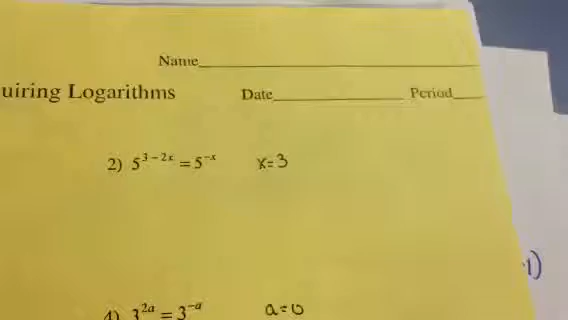 Name
uiring Logarithms Date Period
2) 5^{3-2x} = 5^{-x} x=3
4) 3^{2a} = 3^{-a} a=0
1)